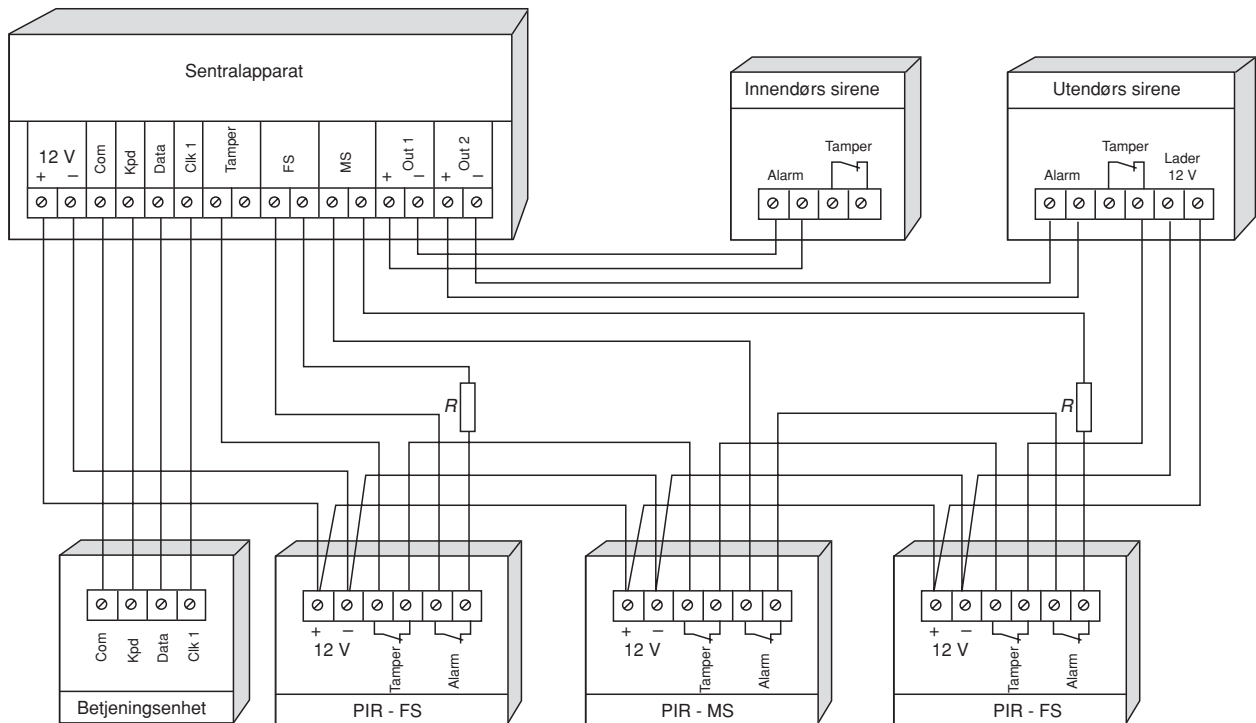 Sentralapparat
12 V
+
–
Com
Kpd
Data
Clk 1
Tamper
FS
MS
Out 1
+
–
Out 2
+
–
Innendørs sirene
Alarm
Tamper
Utendørs sirene
Alarm
Tamper
Lader
12 V
R
R
Com
Kpd
Data
Clk 1
Betjeningsenhet
+
–
12 V
Tamper
Alarm
PIR - FS
+
–
12 V
Tamper
Alarm
PIR - MS
+
–
12 V
Tamper
Alarm
PIR - FS